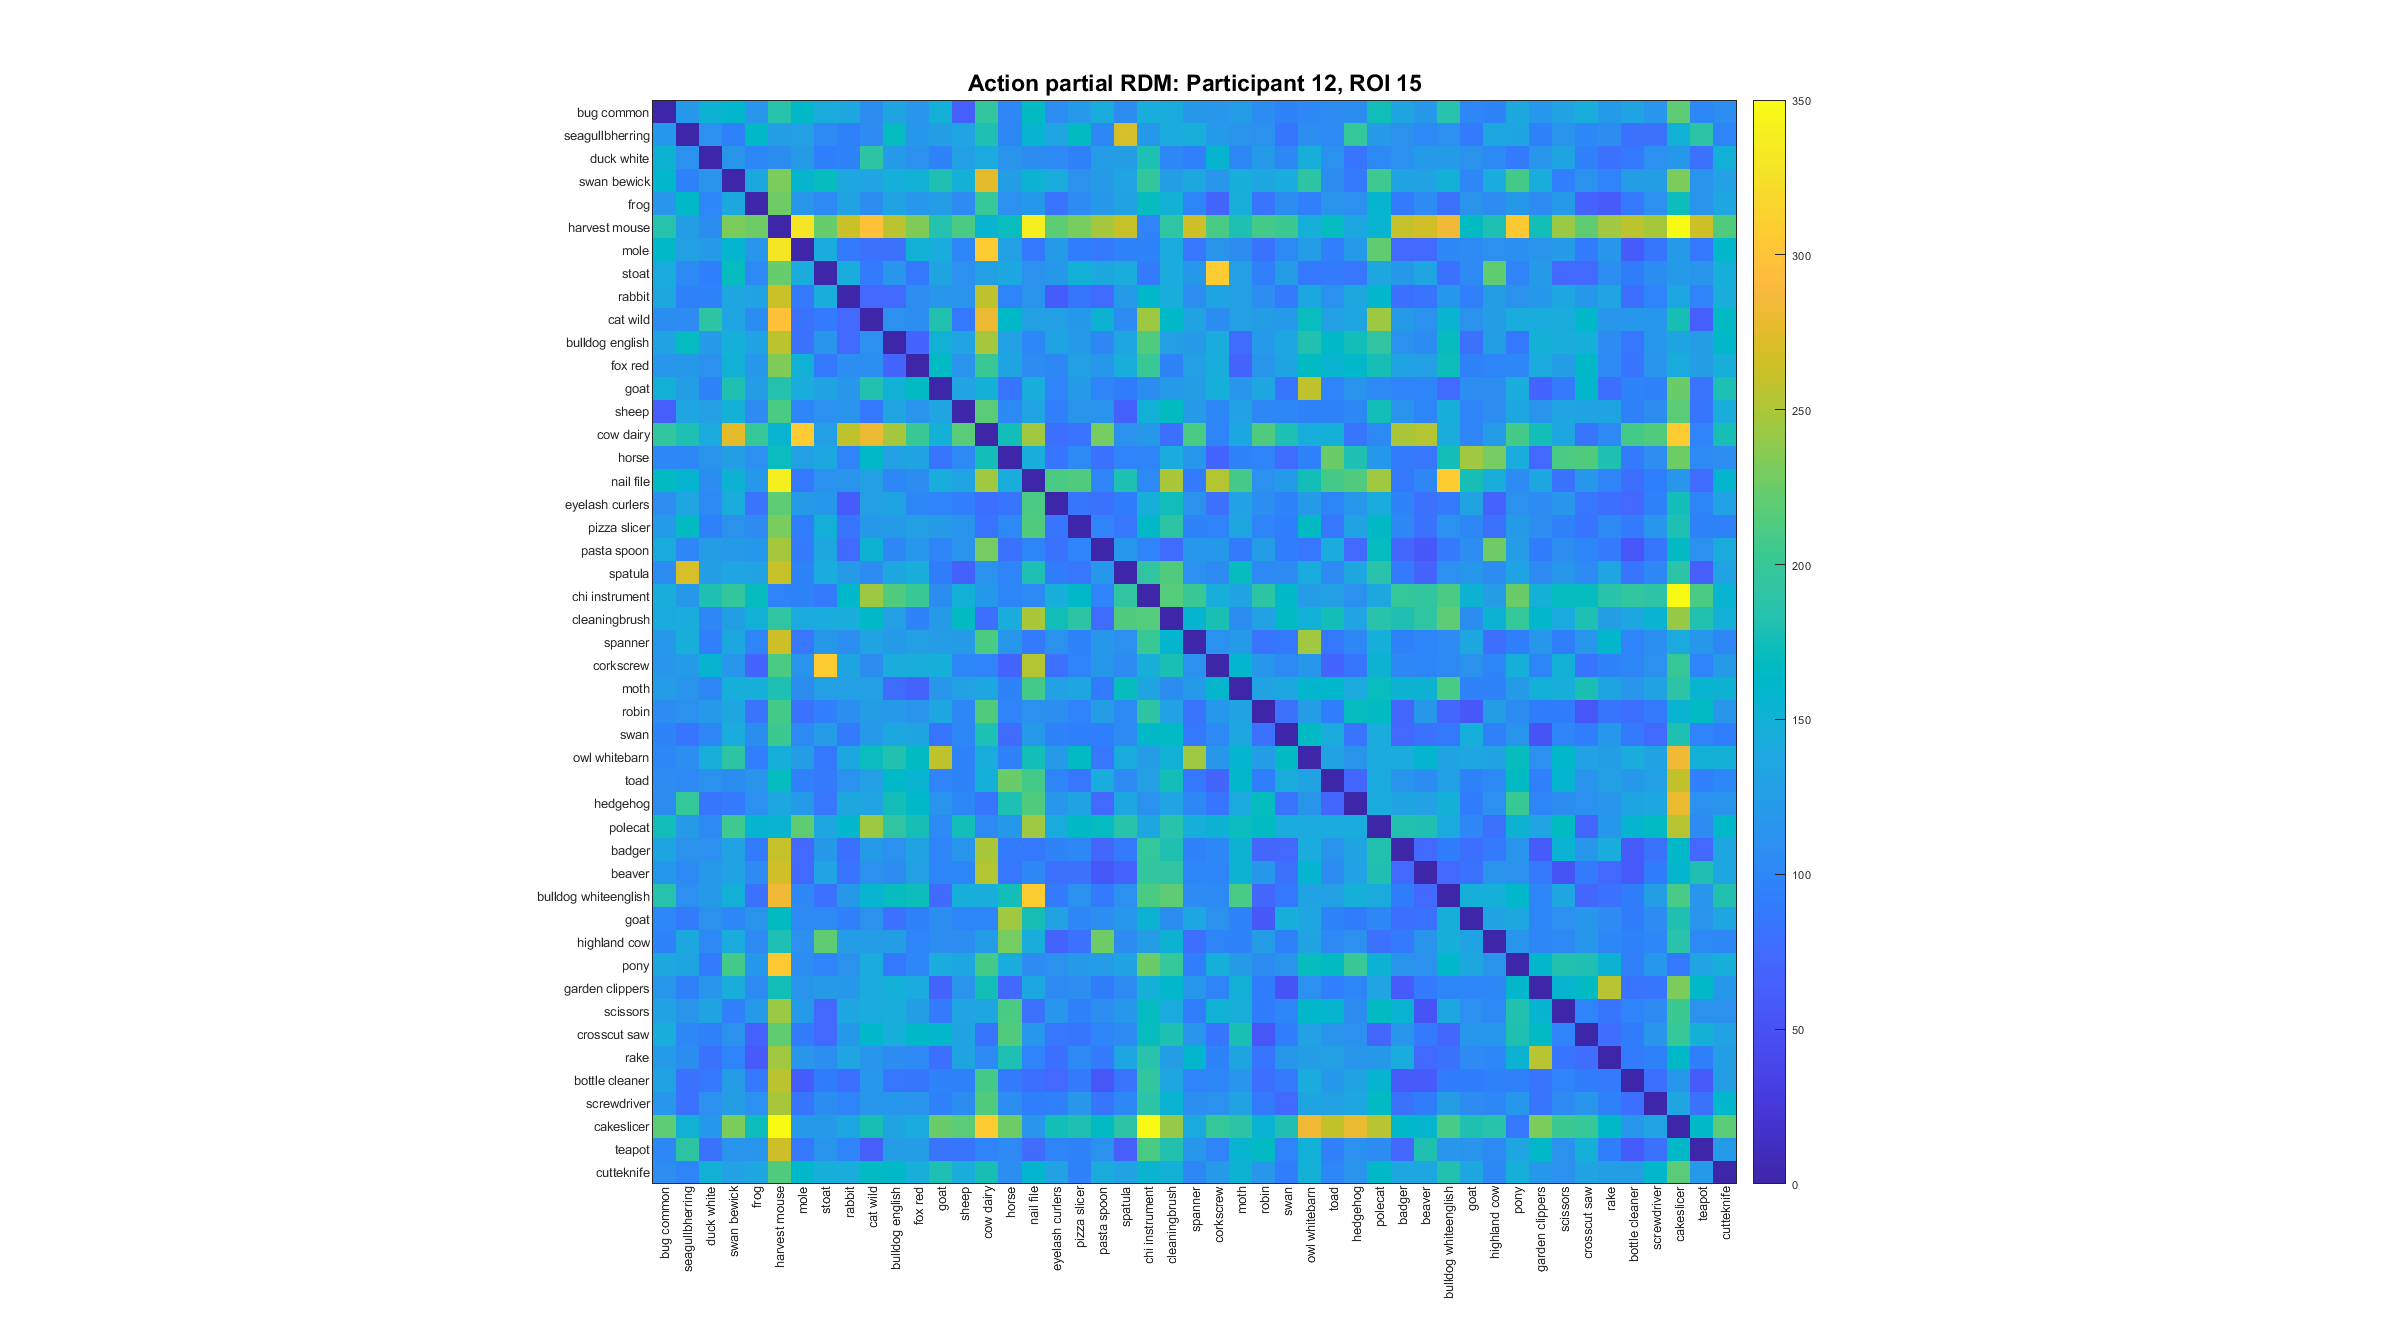 Action partial RDM: Participant 12, ROI 15
bug common
seagullbherring
duck white
swan bewick
frog
harvest mouse
mole
stoat
rabbit
cat wild
bulldog english
fox red
goat
sheep
cow dairy
horse
nail file
eyelash curlers
pizza slicer
pasta spoon
spatula
chi instrument
cleaningbrush
spanner
corkscrew
moth
robin
swan
owl whitebarn
toad
hedgehog
polecat
badger
beaver
bulldog whiteenglish
goat
highland cow
pony
garden clippers
scissors
crosscut saw
rake
bottle cleaner
screwdriver
cakeslicer
teapot
cutteknife
bug common
seagullbherring
duck white
swan bewick
frog
harvest mouse
mole
stoat
rabbit
cat wild
bulldog english
fox red
goat
sheep
cow dairy
horse
nail file
eyelash curlers
pizza slicer
pasta spoon
spatula
chi instrument
cleaningbrush
spanner
corkscrew
moth
robin
swan
owl whitebarn
toad
hedgehog
polecat
badger
beaver
bulldog whiteenglish
goat
highland cow
pony
garden clippers
scissors
crosscut saw
rake
bottle cleaner
screwdriver
cakeslicer
teapot
cutteknife
350
300
250
200
150
100
50
0